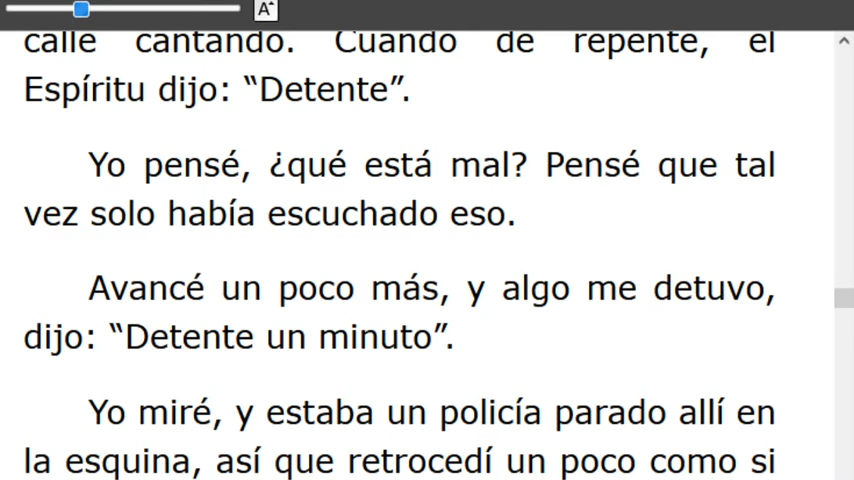 A
calle cantando. Cuando de repente, el
Espíritu dijo: “Detente”.
Yo pensé, ¿qué está mal? Pensé que tal
vez solo había escuchado eso.
Avancé un poco más, y algo me detuvo,
dijo: “Detente un minuto”.
Yo miré, y estaba un policía parado allí en
la esquina, así que retrocedí un poco como si